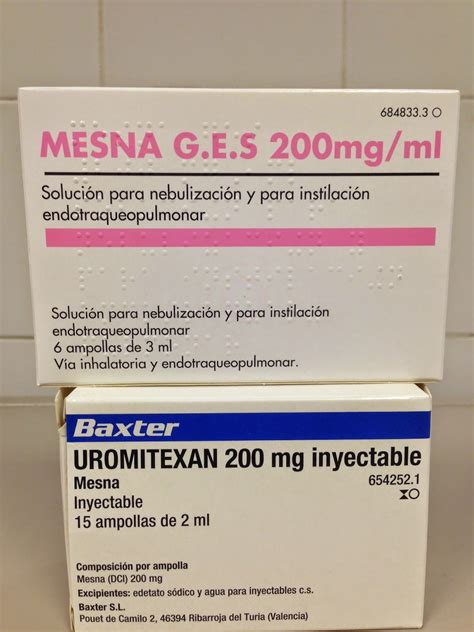 684833.3 O
MESNA G.E.S 200mg/ml
Solución para nebulización y para instilación
endotraqueopulmonar
Solución para nebulización y para instilación
endotraqueopulmonar
6 ampollas de 3 ml
Vía inhalatoria y endotraqueopulmonar.
Baxter
UROMITEXAN 200 mg inyectable
Mesna
654252.1
Inyectable
15 ampollas de 2 ml
Composición por ampolla
Mesna (DCI) 200 mg
Excipientes: edetato sódico y agua para inyectables c.s.
Baxter S.L.
Pouet de Camilo 2, 46394 Ribarroja del Turia (Valencia)